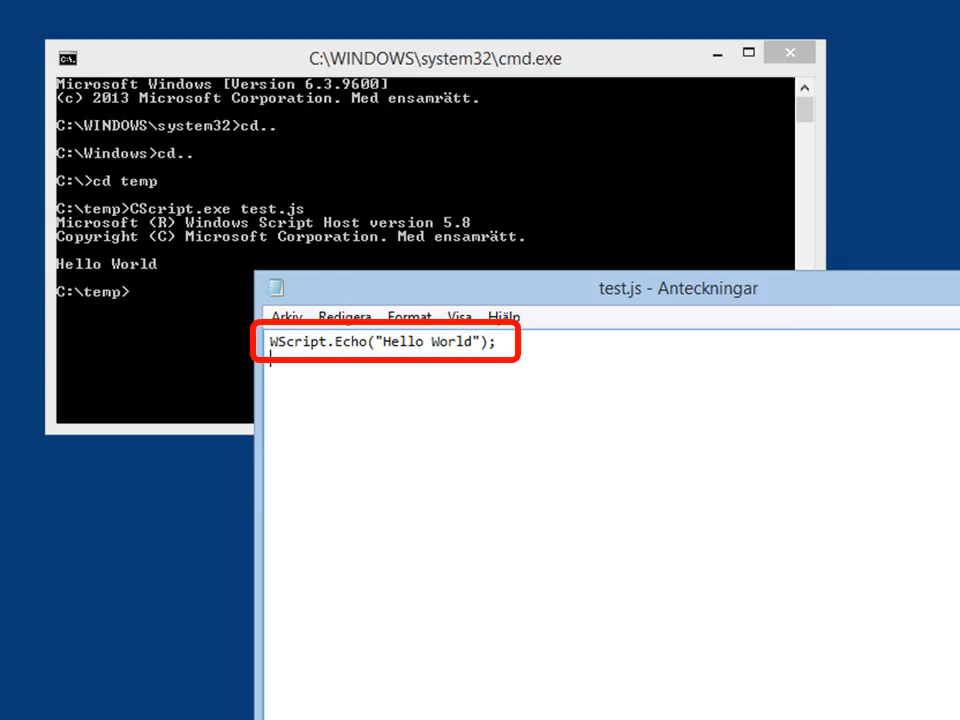 C:\WINDOWS\system32\cmd.exe
Microsoft Windows [Version 6.3.9600]
(c) 2013 Microsoft Corporation. Med ensamrätt.
C:\WINDOWS\system32>cd..
C:\Windows>cd..
C:\>cd temp
C:\temp>CScript.exe test.js
Microsoft (R) Windows Script Host version 5.8
Copyright (C) Microsoft Corporation. Med ensamrätt.
Hello World
C:\temp>
test.js - Anteckningar
Arkiv Redigera Format Visa Hjälp
WScript.Echo("Hello World");